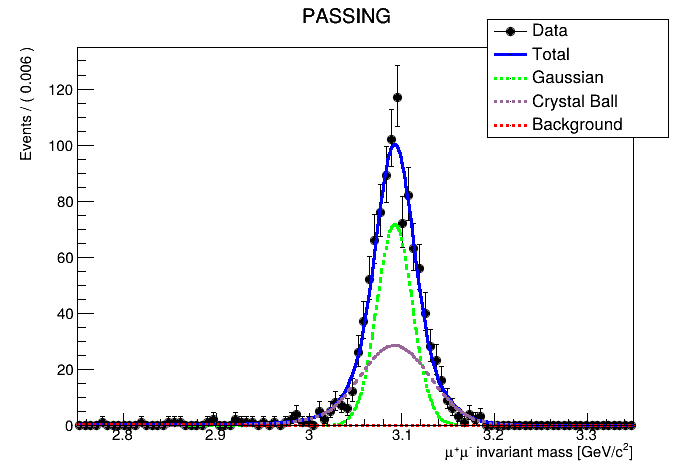 PASSING
Data
Total
Gaussian
Crystal Ball
Background
Events / ( 0.006 )
120
100
80
60
40
20
0
2.8 2.9 3 3.1 3.2 3.3
μ⁺μ⁻ invariant mass [GeV/c²]